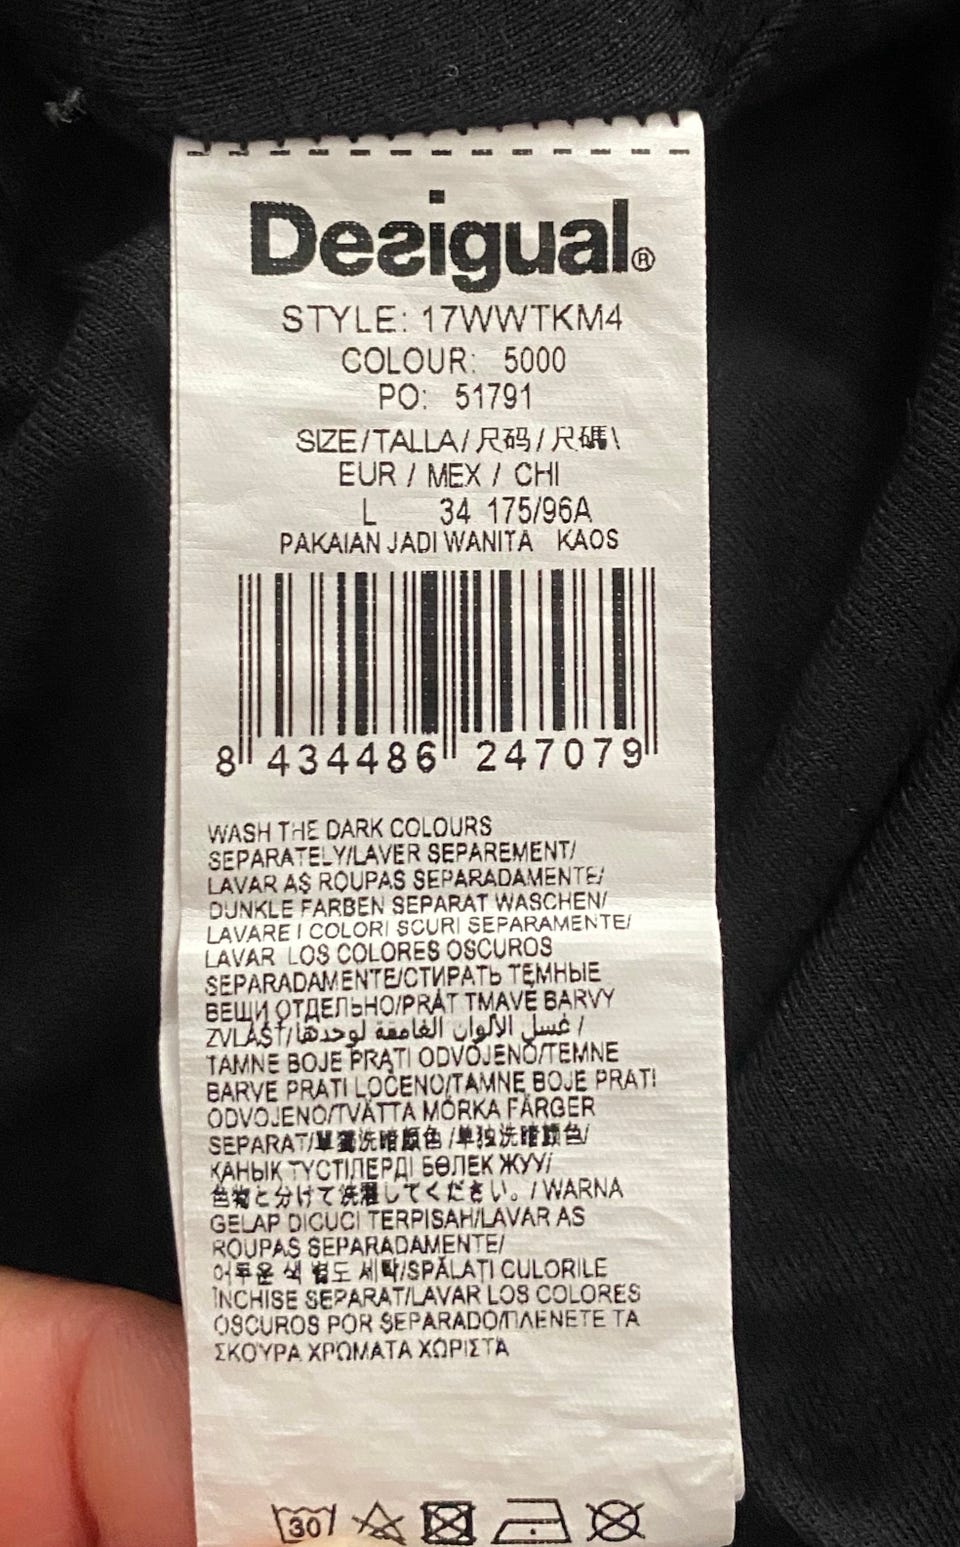 Desigual®
STYLE: 17WWTKM4
COLOUR: 5000
PO: 51791
SIZE/TALLA/尺码/尺碼\
EUR / MEX / CHI
L 34 175/96A
PAKAIAN JADI WANITA KAOS
8 434486 247079
WASH THE DARK COLOURS
SEPARATELY/LAVER SEPAREMENT/
LAVAR AS ROUPAS SEPARADAMENTE/
DUNKLE FARBEN SEPARAT WASCHEN/
LAVARE I COLORI SCURI SEPARAMENTE/
LAVAR LOS COLORES OSCUROS
SEPARADAMENTE/СТИРАТЬ ТЕМНЫЕ
ВЕЩИ ОТДЕЛЬНО/PRÁT TMAVÉ BARVY
ZVLÁŠT/غسل الألوان الغامقة لوحدها/
TAMNE BOJE PRATI ODVOJENO/TEMNE
BARVE PRATI LOČENO/TAMNE BOJE PRATI
ODVOJENO/TVÄTTA MÖRKA FÄRGER
SEPARAT/單獨洗暗顏色/单独洗暗颜色/
ҚАНЫҚ ТҮСТІЛЕРДІ БӨЛЕК ЖУУ/
色物と分けて洗濯してください。/WARNA
GELAP DICUCI TERPISAH/LAVAR AS
ROUPAS SEPARADAMENTE/
어두운 색 별도 세탁/SPĂLAȚI CULORILE
ÎNCHISE SEPARAT/LAVAR LOS COLORES
OSCUROS POR SEPARADO/ΠΛΕΝΕΤΕ ΤΑ
ΣΚΟΎΡΑ ΧΡΩΜΑΤΑ ΧΩΡΙΣΤΑ
30